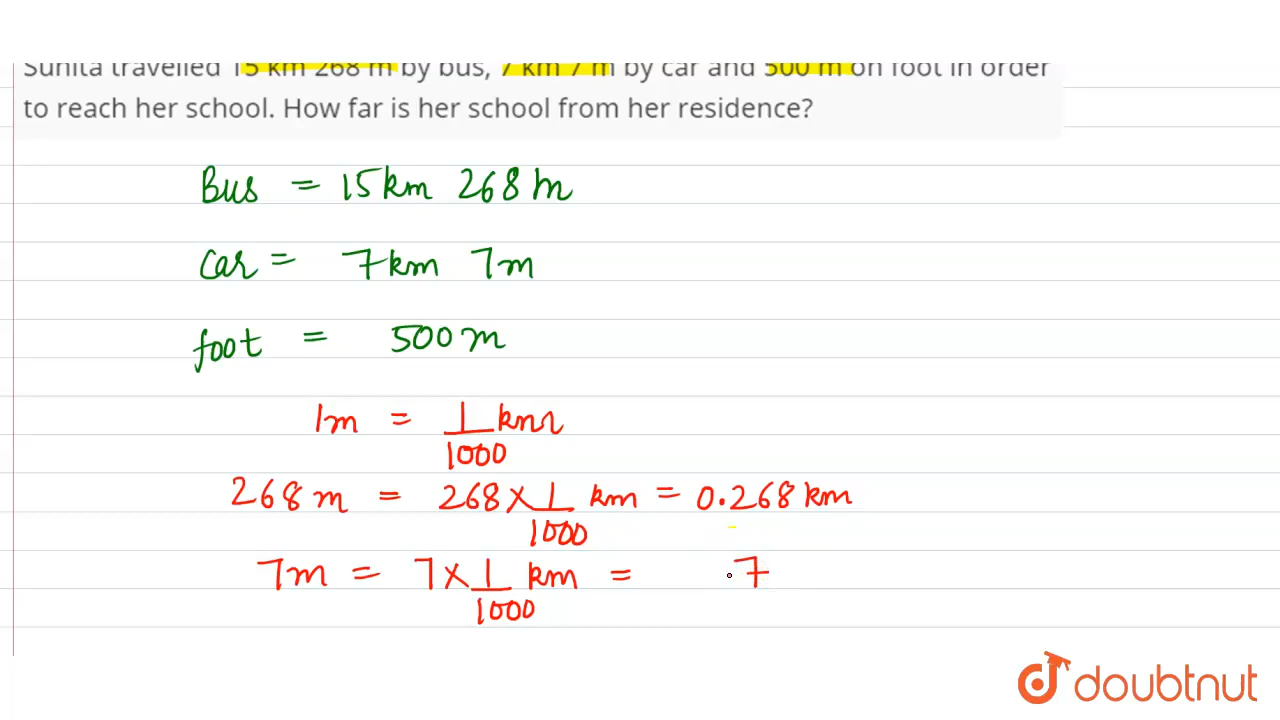 Sunita travelled 15 km 268 m by bus, 7 km 7 m by car and 500 m on foot in order
to reach her school. How far is her school from her residence?
Bus = 15 km 268 m
Car = 7 km 7 m
foot = 500 m
1m = 1/1000 km
268 m = 268 × 1/1000 km = 0.268 km
7m = 7 × 1/1000 km = 7
doubtnut